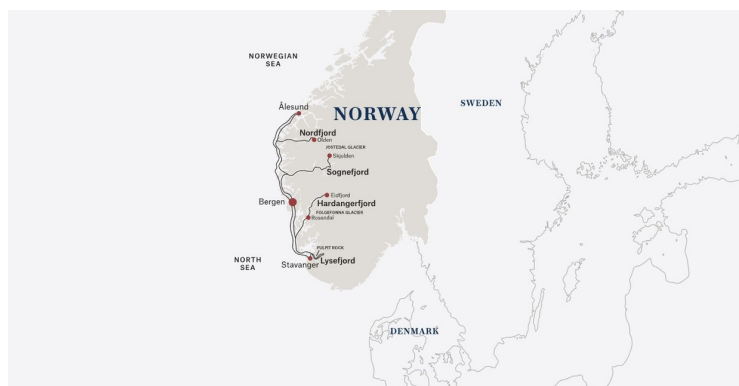 NORWEGIAN
SEA
Ålesund
NORWAY
SWEDEN
Nordfjord
Olden
JOSTEDAL GLACIER
Skjolden
Sognefjord
Eidfjord
Bergen
Hardangerfjord
FOLGEFONNA GLACIER
Rosendal
PULPIT ROCK
NORTH
SEA
Stavanger
Lysefjord
DENMARK